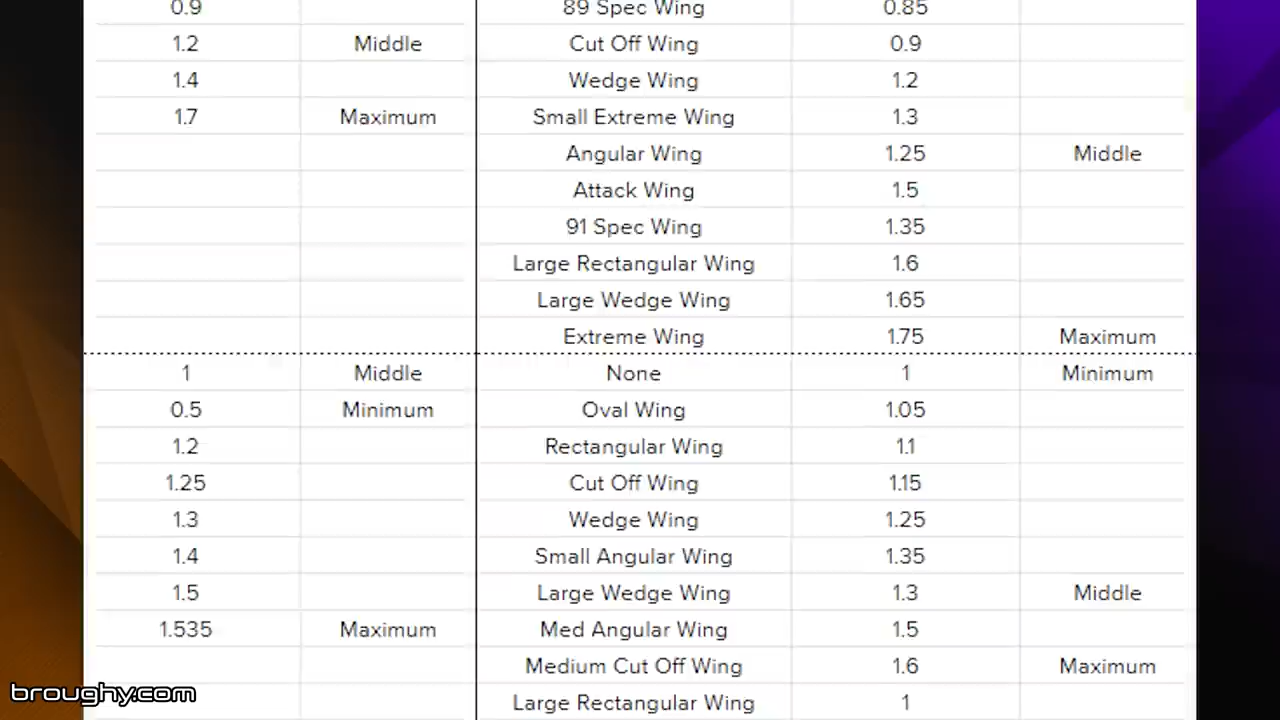 0.9 89 Spec Wing 0.85
1.2 Middle Cut Off Wing 0.9
1.4 Wedge Wing 1.2
1.7 Maximum Small Extreme Wing 1.3
Angular Wing 1.25 Middle
Attack Wing 1.5
91 Spec Wing 1.35
Large Rectangular Wing 1.6
Large Wedge Wing 1.65
Extreme Wing 1.75 Maximum
1 Middle None 1 Minimum
0.5 Minimum Oval Wing 1.05
1.2 Rectangular Wing 1.1
1.25 Cut Off Wing 1.15
1.3 Wedge Wing 1.25
1.4 Small Angular Wing 1.35
1.5 Large Wedge Wing 1.3 Middle
1.535 Maximum Med Angular Wing 1.5
Medium Cut Off Wing 1.6 Maximum
Large Rectangular Wing 1
broughy.com